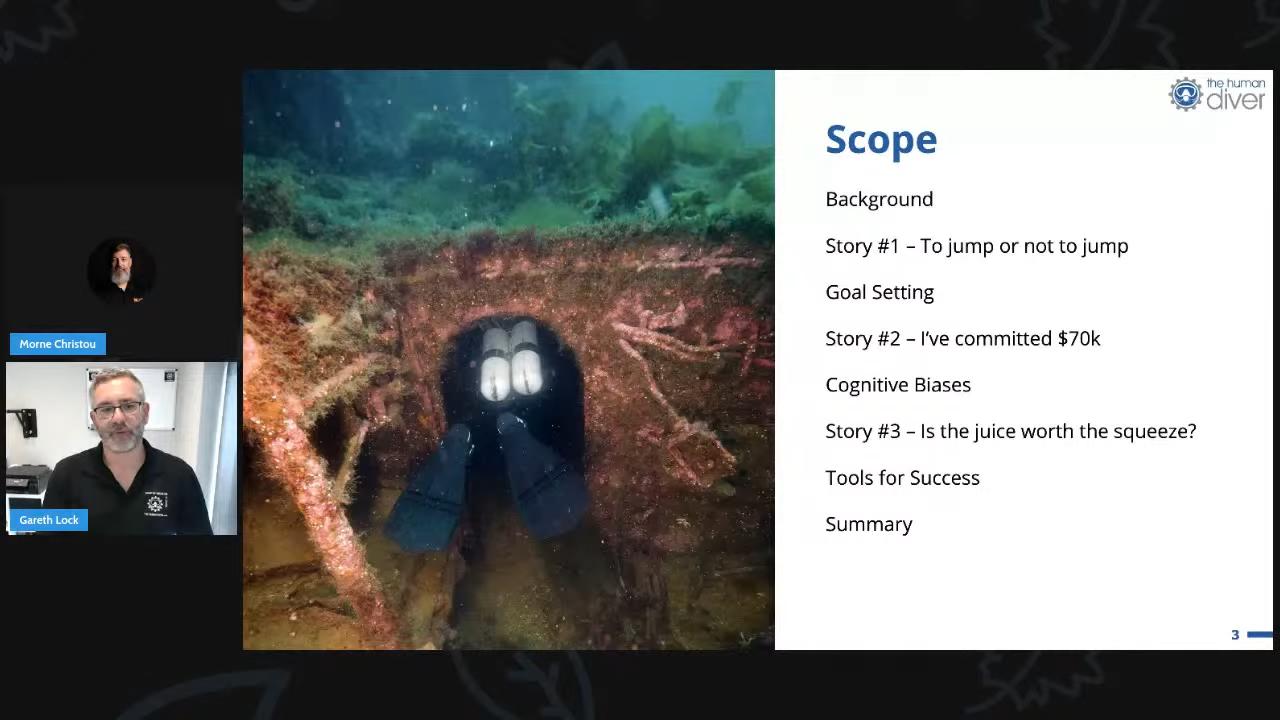 the human
diver
Scope
Background
Story #1 – To jump or not to jump
Goal Setting
Story #2 – I've committed $70k
Cognitive Biases
Story #3 – Is the juice worth the squeeze?
Tools for Success
Summary
3
Morne Christou
Gareth Lock